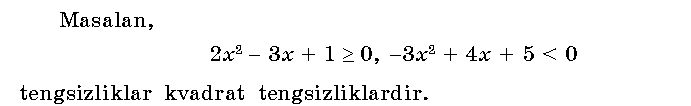 Masalan,
2x² – 3x + 1 ≥ 0, –3x² + 4x + 5 < 0
tengsizliklar kvadrat tengsizliklardir.